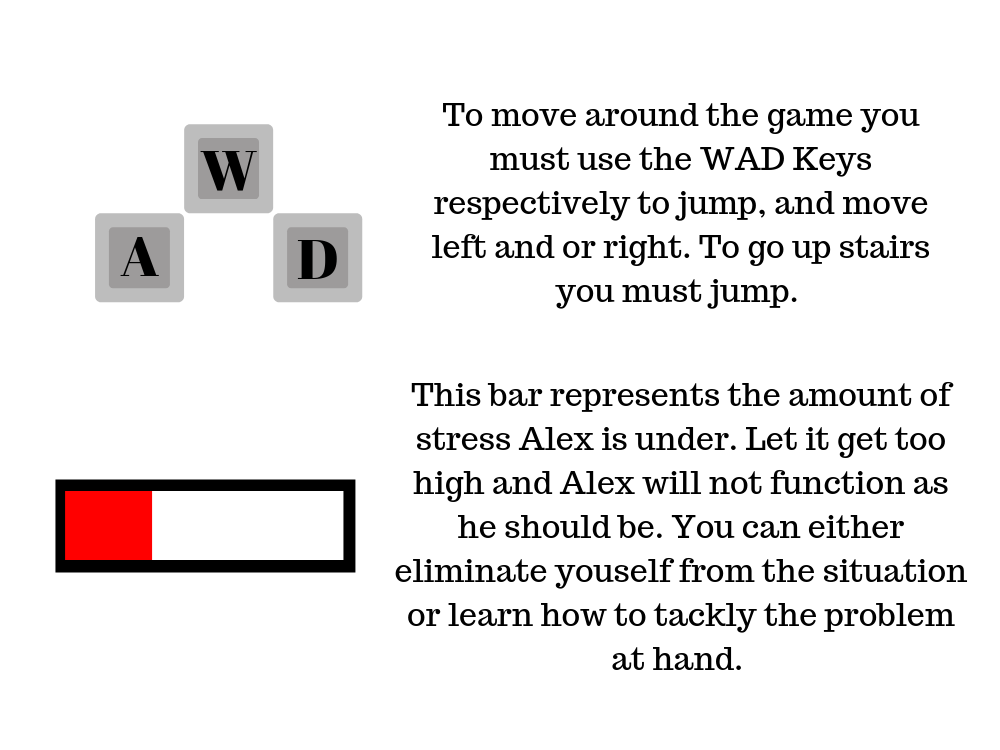 W
A
D
To move around the game you
must use the WAD Keys
respectively to jump, and move
left and or right. To go up stairs
you must jump.
This bar represents the amount of
stress Alex is under. Let it get too
high and Alex will not function as
he should be. You can either
eliminate youself from the situation
or learn how to tackly the problem
at hand.